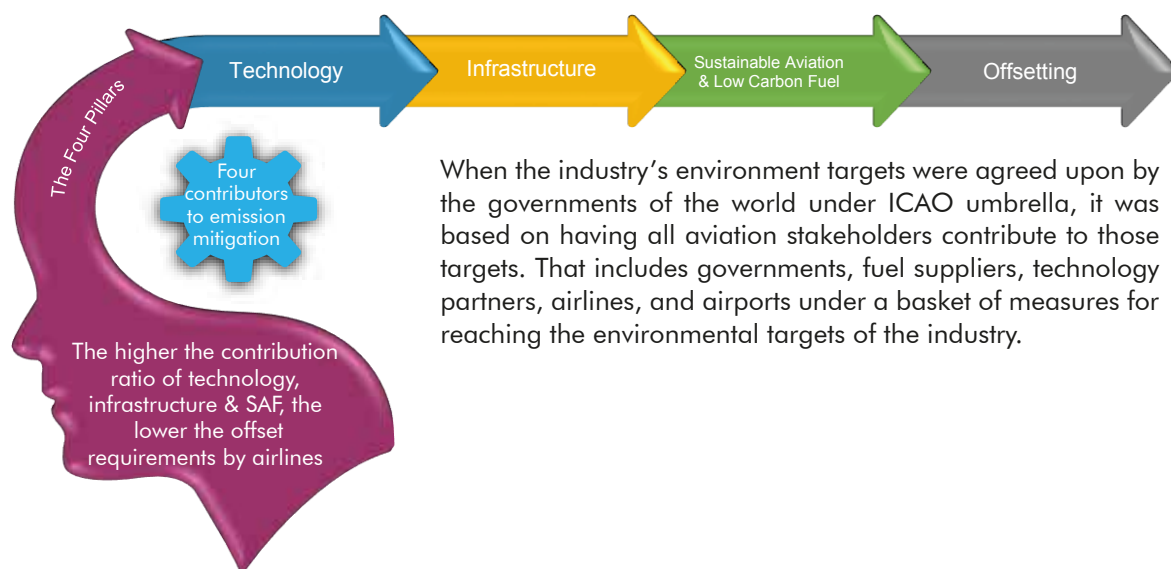 The Four Pillars
Technology
Infrastructure
Sustainable Aviation
& Low Carbon Fuel
Offsetting
Four
contributors
to emission
mitigation
When the industry’s environment targets were agreed upon by
the governments of the world under ICAO umbrella, it was
based on having all aviation stakeholders contribute to those
targets. That includes governments, fuel suppliers, technology
partners, airlines, and airports under a basket of measures for
reaching the environmental targets of the industry.
The higher the contribution
ratio of technology,
infrastructure & SAF, the
lower the offset
requirements by airlines